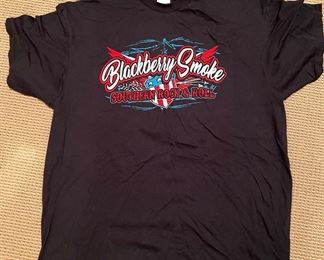 Blackberry Smoke
SOUTHERN ROCK & ROLL